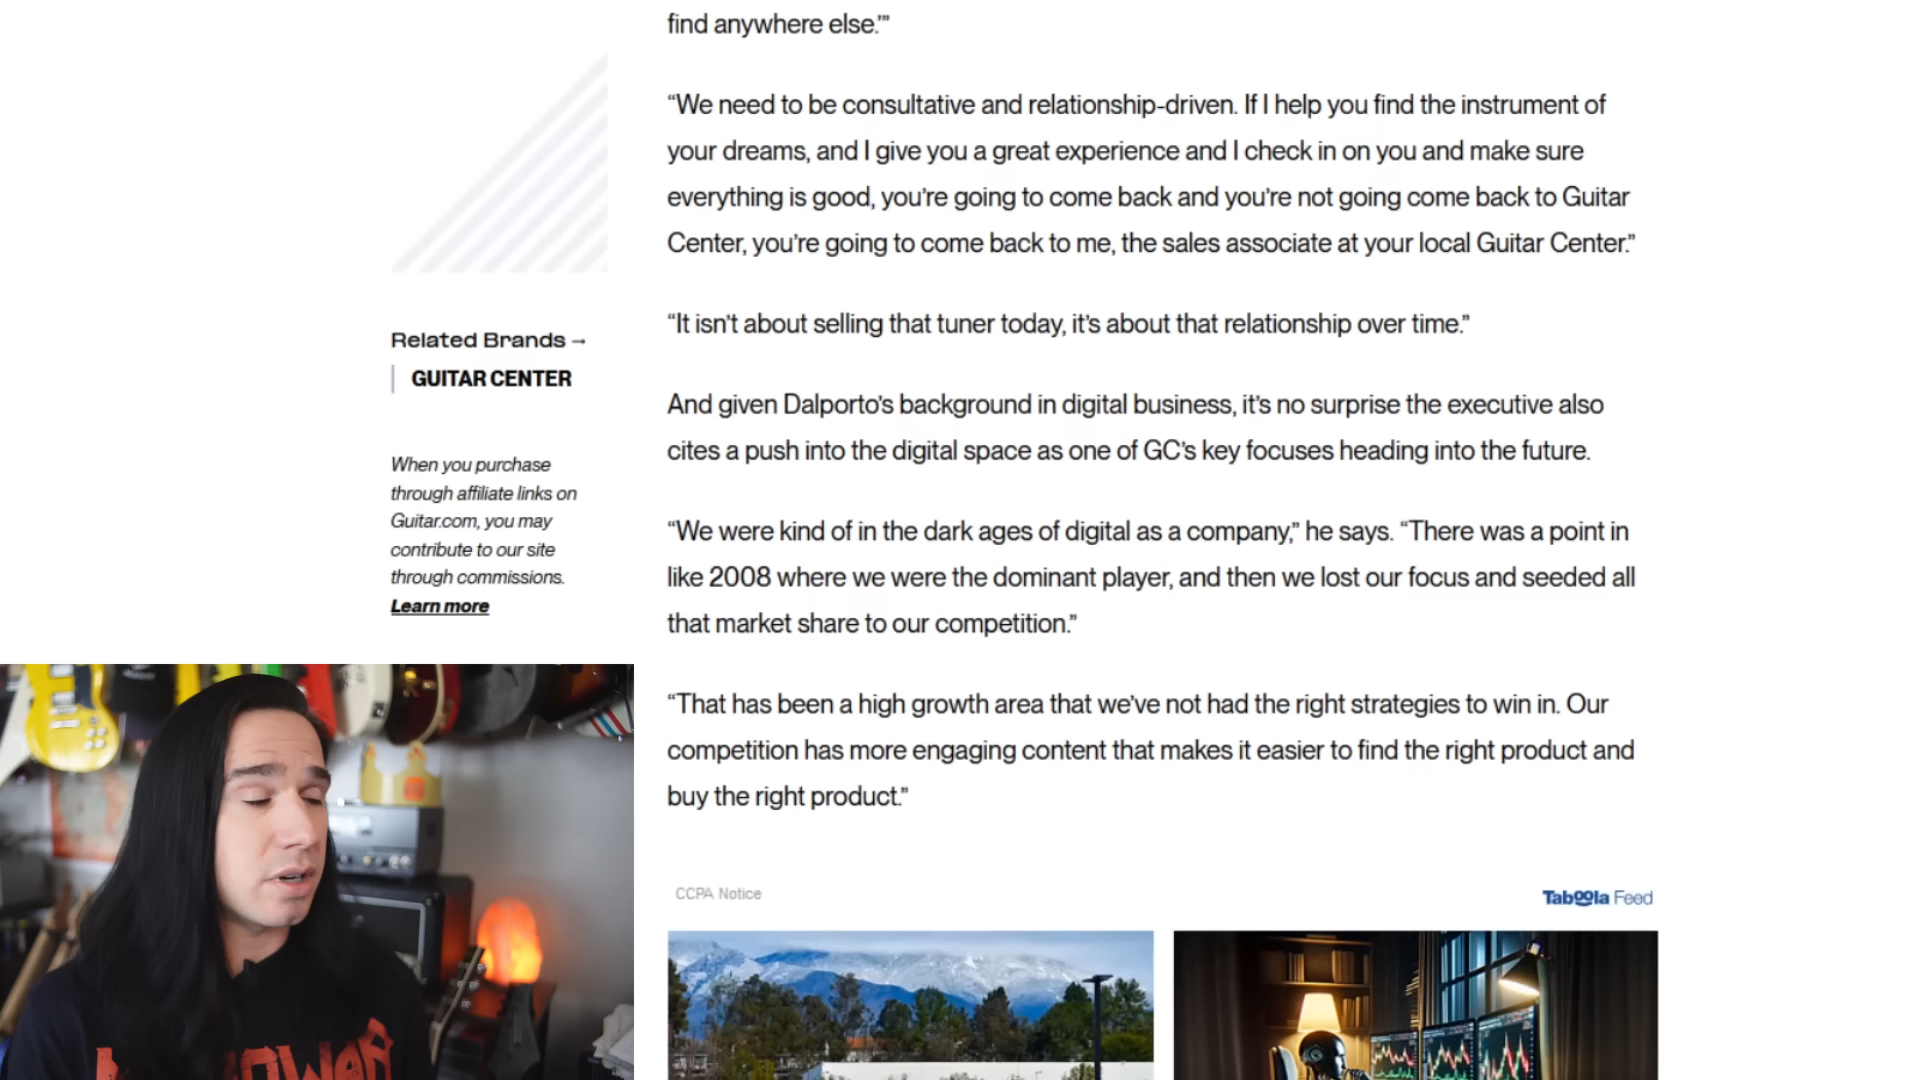 find anywhere else.’”
“We need to be consultative and relationship-driven. If I help you find the instrument of
your dreams, and I give you a great experience and I check in on you and make sure
everything is good, you’re going to come back and you’re not going come back to Guitar
Center, you’re going to come back to me, the sales associate at your local Guitar Center.”
“It isn’t about selling that tuner today, it’s about that relationship over time.”
And given Dalporto’s background in digital business, it’s no surprise the executive also
cites a push into the digital space as one of GC’s key focuses heading into the future.
“We were kind of in the dark ages of digital as a company,” he says. “There was a point in
like 2008 where we were the dominant player, and then we lost our focus and seeded all
that market share to our competition.”
“That has been a high growth area that we’ve not had the right strategies to win in. Our
competition has more engaging content that makes it easier to find the right product and
buy the right product.”
Related Brands →
GUITAR CENTER
When you purchase
through affiliate links on
Guitar.com, you may
contribute to our site
through commissions.
Learn more
CCPA Notice
Taboola Feed